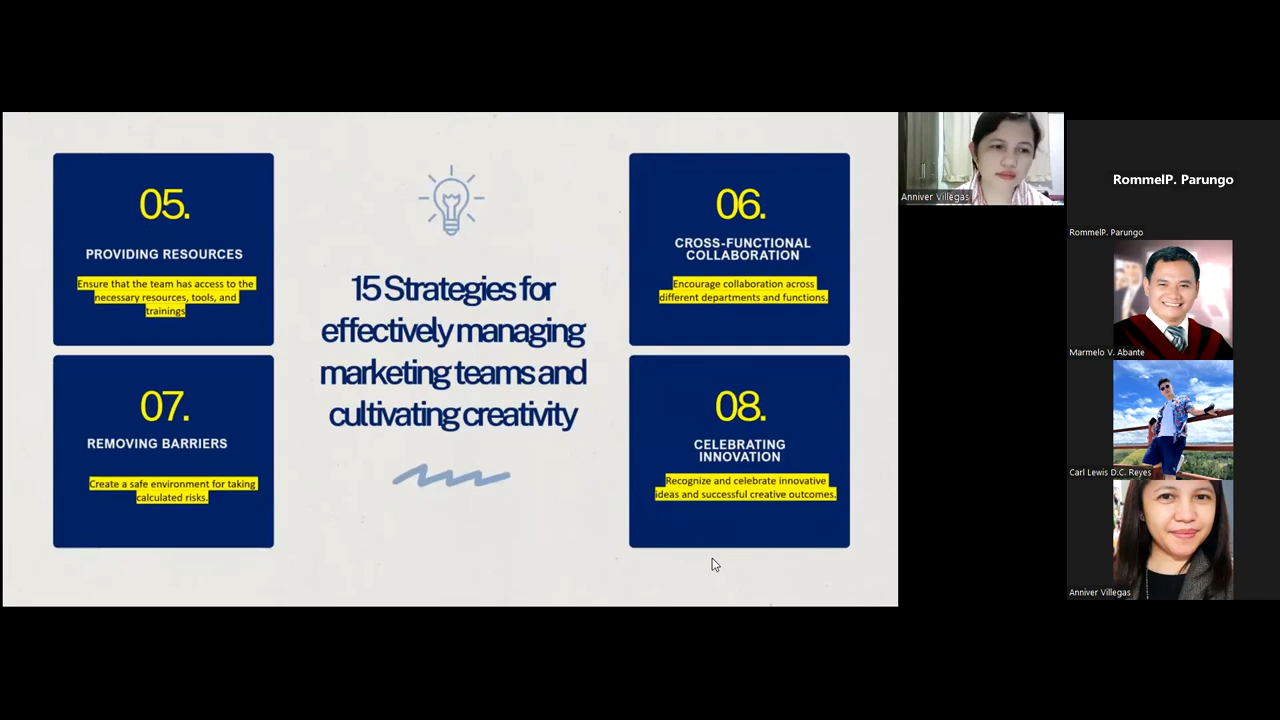 05.
PROVIDING RESOURCES
Ensure that the team has access to the
necessary resources, tools, and
trainings
06.
CROSS-FUNCTIONAL
COLLABORATION
Encourage collaboration across
different departments and functions.
15 Strategies for
effectively managing
marketing teams and
cultivating creativity
07.
REMOVING BARRIERS
Create a safe environment for taking
calculated risks.
08.
CELEBRATING
INNOVATION
Recognize and celebrate innovative
ideas and successful creative outcomes.
Anniver Villegas
RommelP. Parungo
RommelP. Parungo
Marmelo V. Abante
Carl Lewis D.C. Reyes
Anniver Villegas